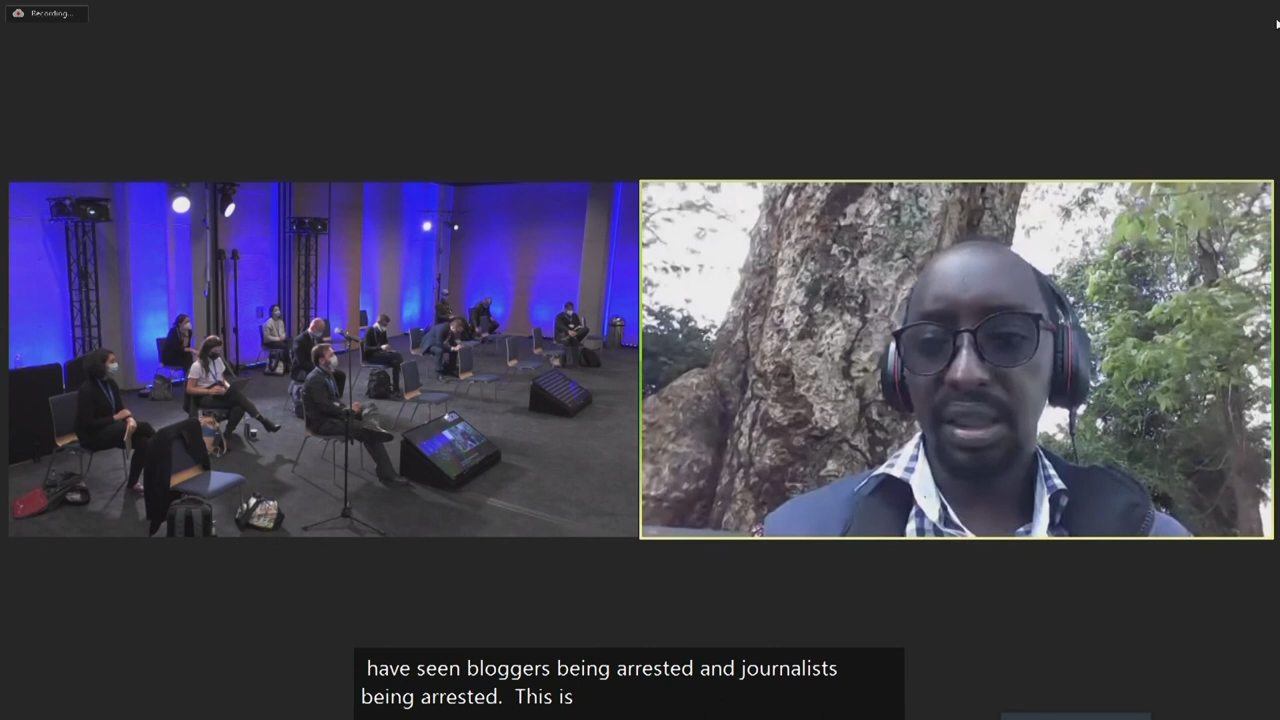 Recording...
have seen bloggers being arrested and journalists
being arrested.  This is